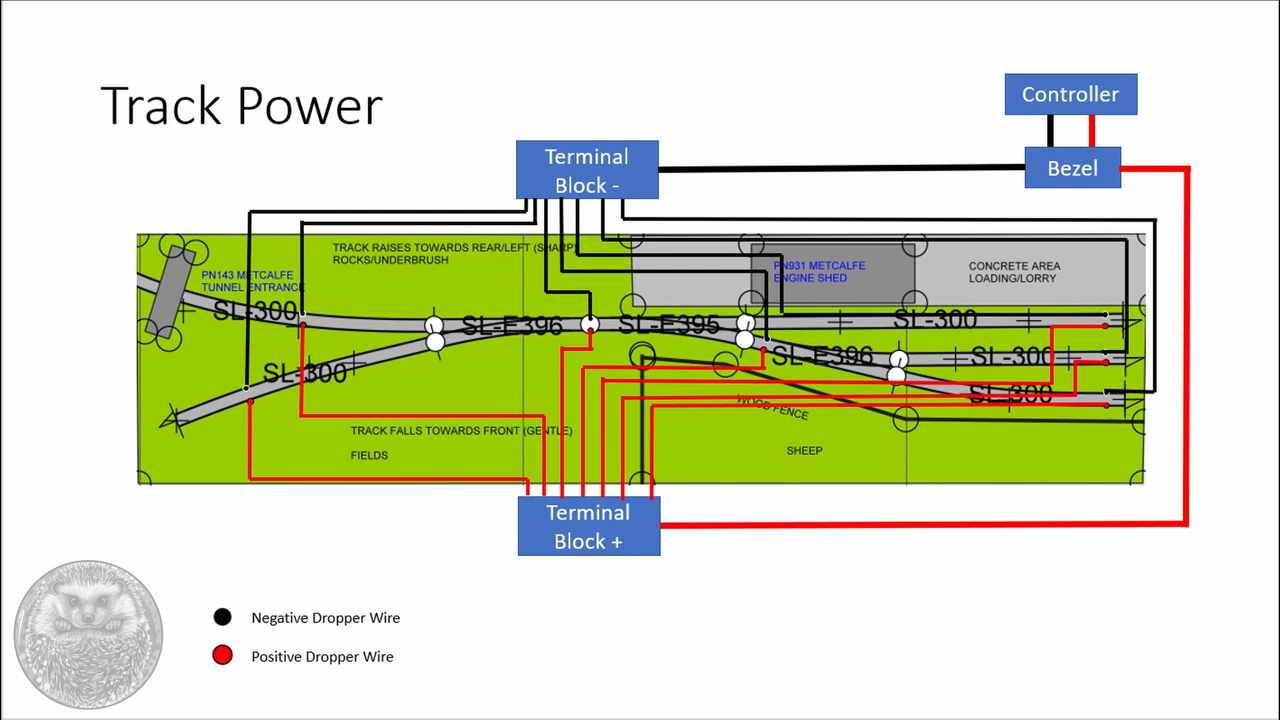 Track Power
Controller
Terminal
Block -
Bezel
TRACK RAISES TOWARDS REAR/LEFT (SHARP)
ROCKS/UNDERBRUSH
PN143 METCALFE
TUNNEL ENTRANCE
PN931 METCALFE
ENGINE SHED
CONCRETE AREA
LOADING/LORRY
SL-300
SL-E396
SL-E395
SL-300
SL-300
SL-E396
SL-300
SL-300
WOOD FENCE
TRACK FALLS TOWARDS FRONT (GENTLE)
FIELDS
SHEEP
Terminal
Block +
Negative Dropper Wire
Positive Dropper Wire